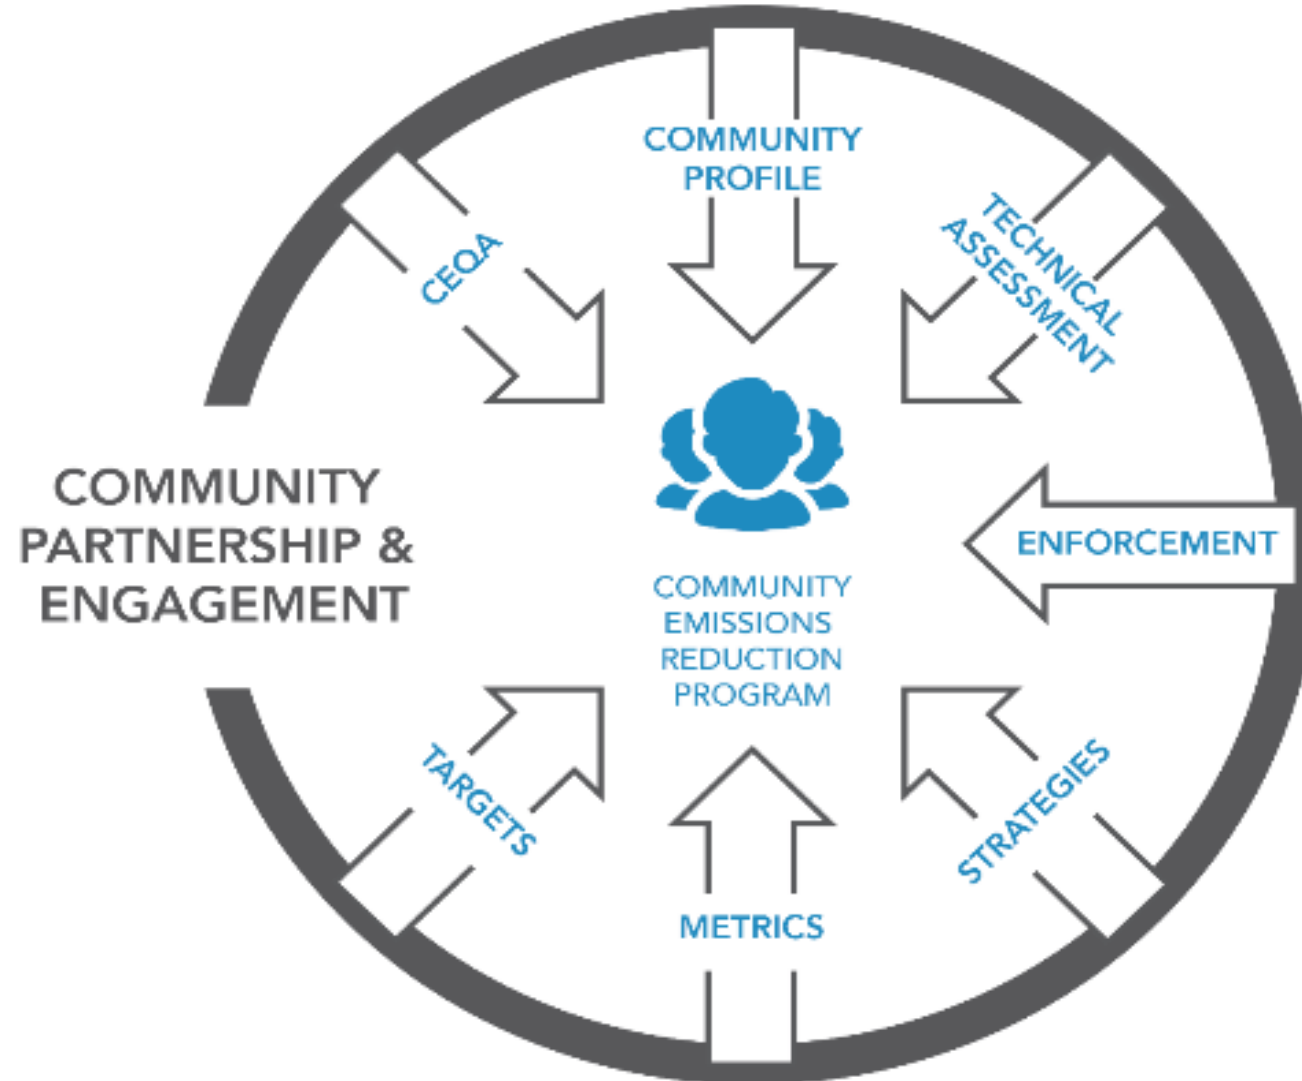 COMMUNITY
PROFILE
TECHNICAL
ASSESSMENT
CEQA
COMMUNITY
PARTNERSHIP &
ENGAGEMENT
ENFORCEMENT
COMMUNITY
EMISSIONS
REDUCTION
PROGRAM
TARGETS
STRATEGIES
METRICS